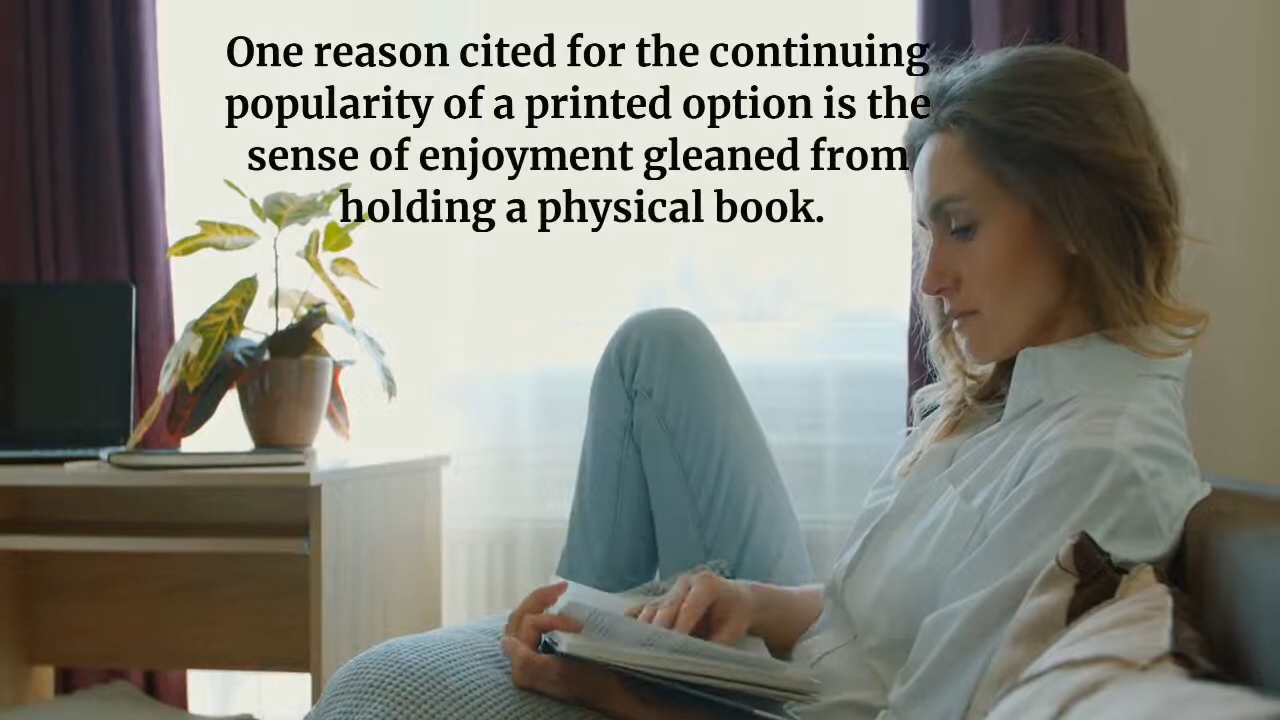 One reason cited for the continuing
popularity of a printed option is the
sense of enjoyment gleaned from
holding a physical book.